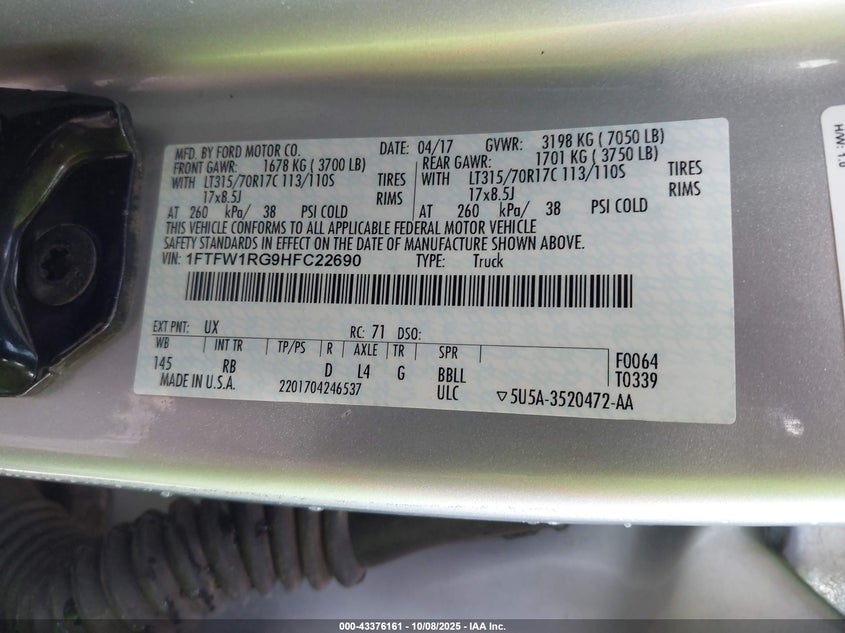 MFD. BY FORD MOTOR CO. DATE: 04/17 GVWR: 3198 KG ( 7050 LB)
FRONT GAWR: 1678 KG ( 3700 LB) REAR GAWR: 1701 KG ( 3750 LB)
WITH LT315/70R17C 113/110S TIRES WITH LT315/70R17C 113/110S TIRES
17x8.5J RIMS 17x8.5J RIMS
AT 260 kPa/ 38 PSI COLD AT 260 kPa/ 38 PSI COLD
THIS VEHICLE CONFORMS TO ALL APPLICABLE FEDERAL MOTOR VEHICLE
SAFETY STANDARDS IN EFFECT ON THE DATE OF MANUFACTURE SHOWN ABOVE.
VIN: 1FTFW1RG9HFC22690 TYPE: Truck
EXT PNT: UX RC: 71 DSO:
WB INT TR TP/PS R AXLE TR SPR
145 RB D L4 G BBLL F0064
ULC T0339
MADE IN U.S.A. 2201704246537 ▽5U5A-3520472-AA
H/W: 1.0
000-43376161 - 10/08/2025 - IAA Inc.